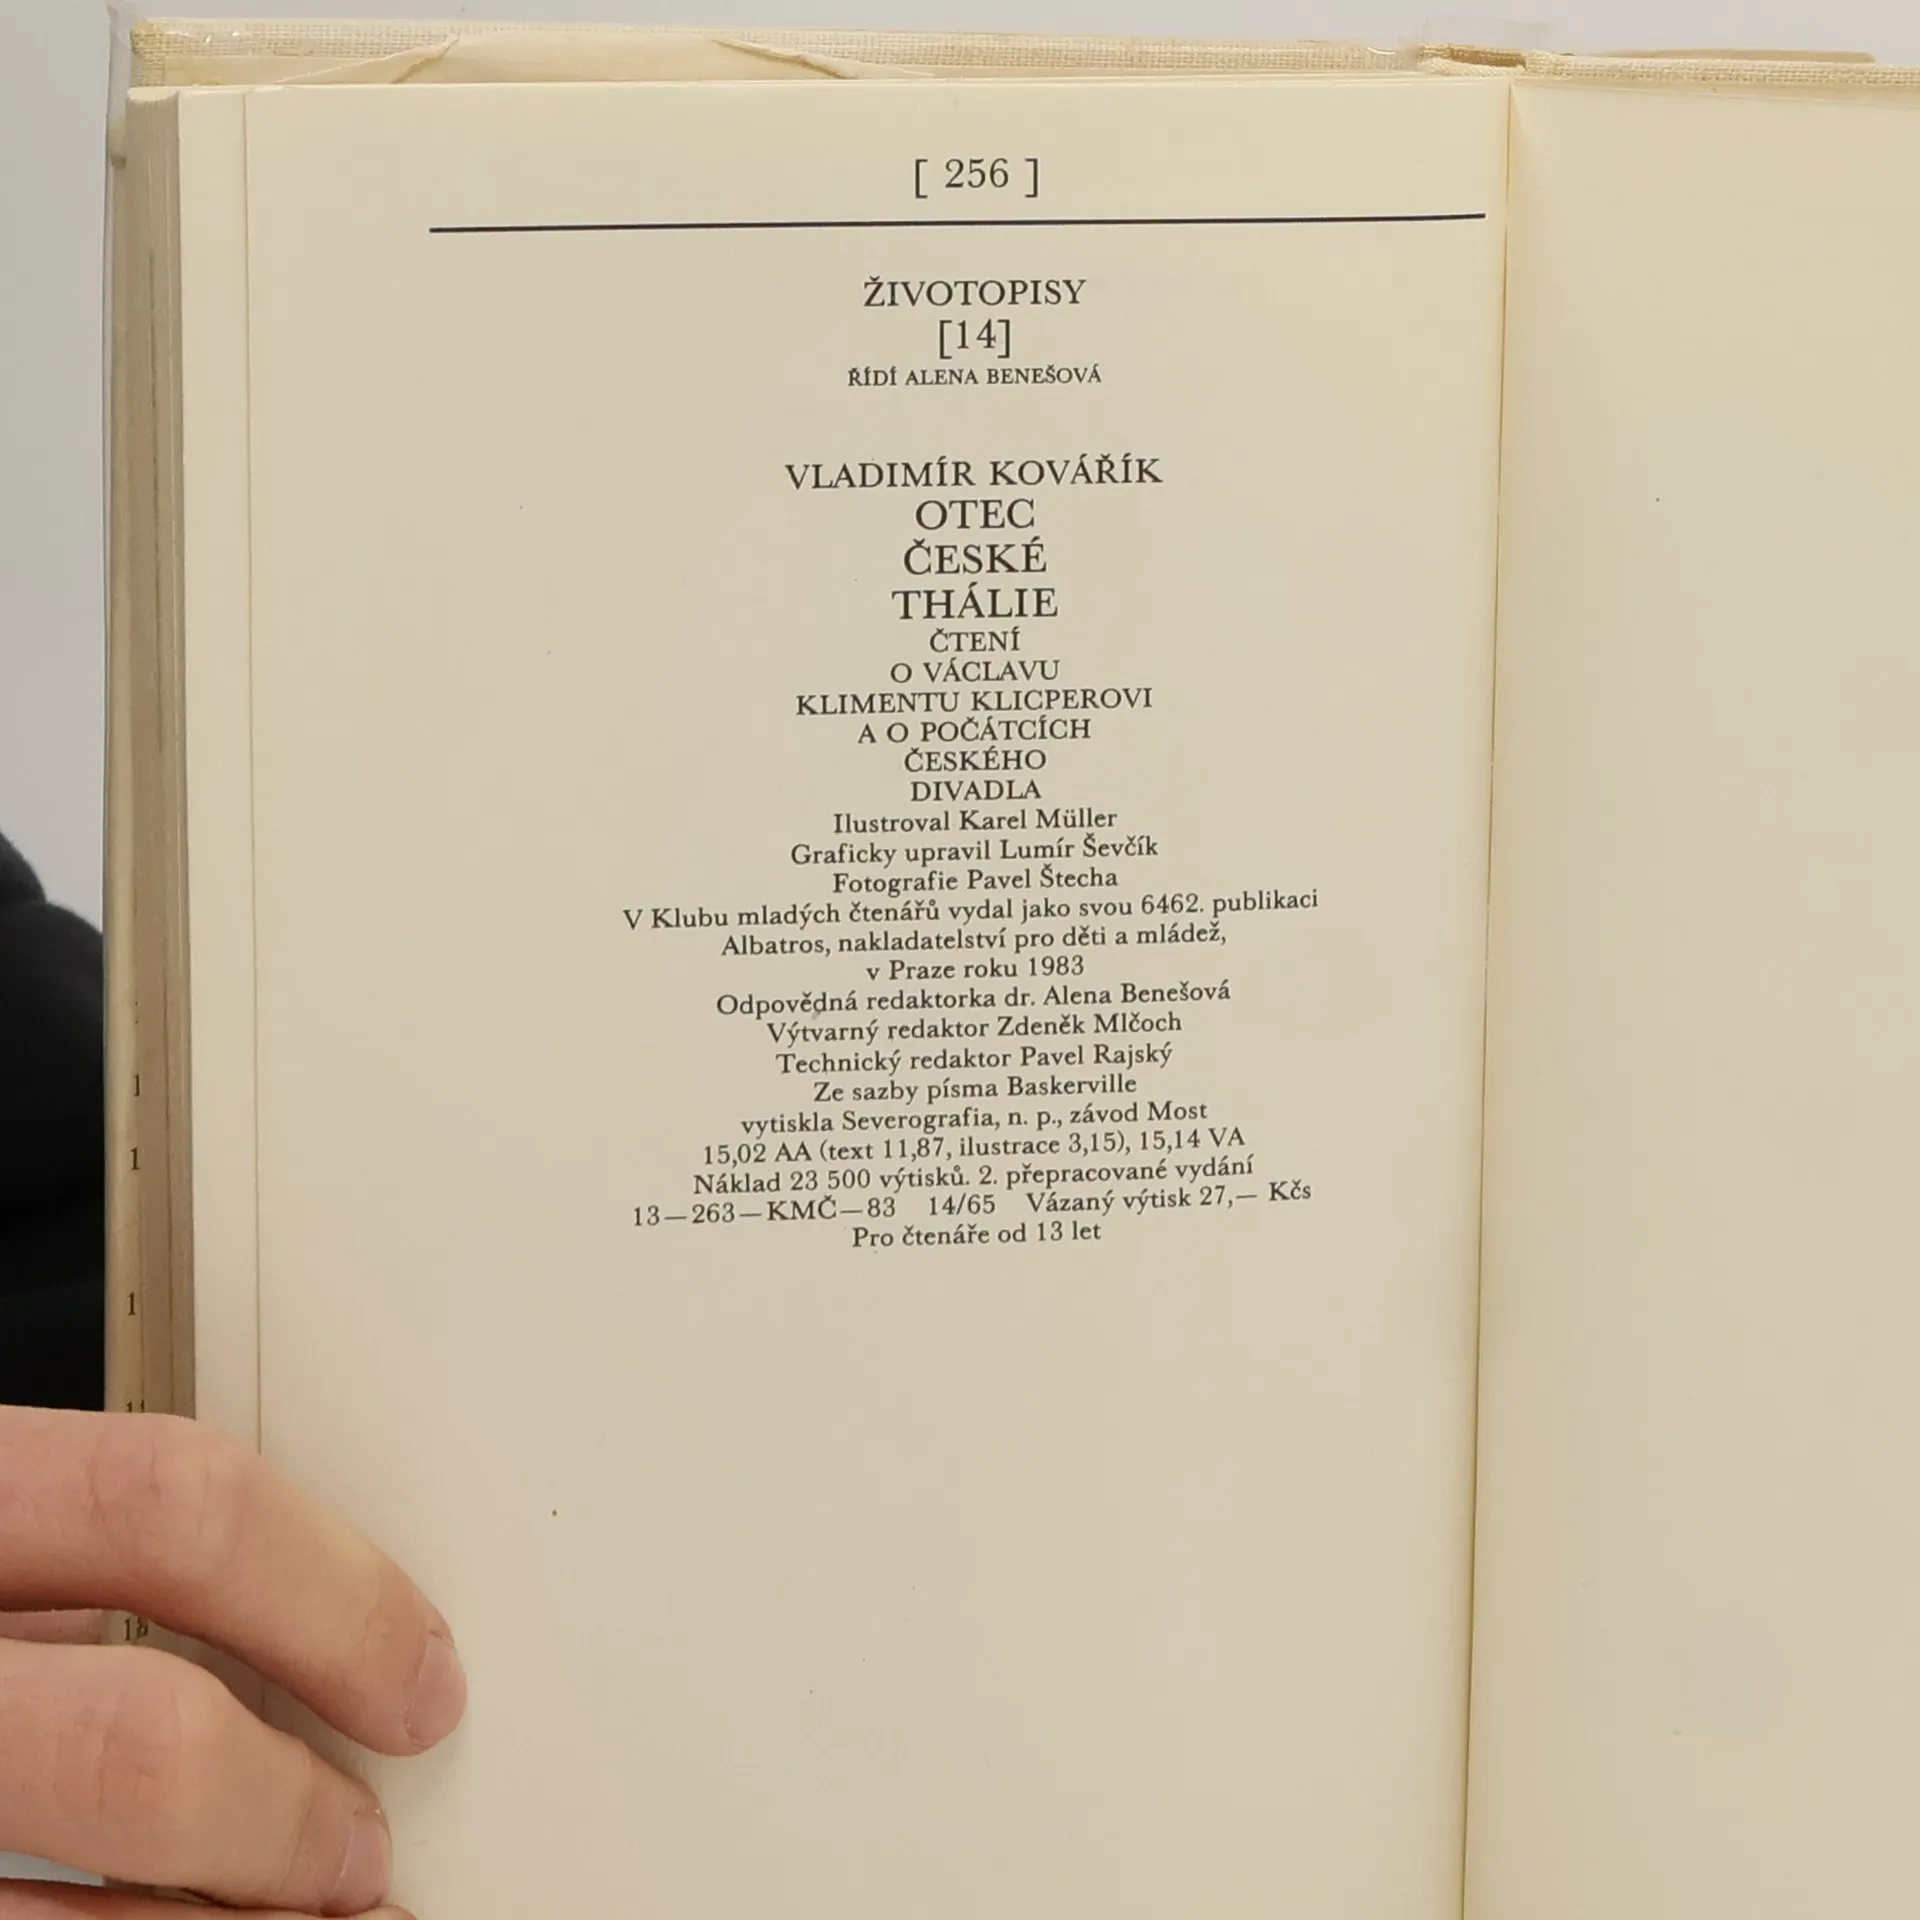 [ 256 ]
ŽIVOTOPISY
[14]
ŘÍDÍ ALENA BENEŠOVÁ
VLADIMÍR KOVÁŘÍK
OTEC
ČESKÉ
THÁLIE
ČTENÍ
O VÁCLAVU
KLIMENTU KLICPEROVI
A O POČÁTCÍCH
ČESKÉHO
DIVADLA
Ilustroval Karel Müller
Graficky upravil Lumír Ševčík
Fotografie Pavel Štecha
V Klubu mladých čtenářů vydal jako svou 6462. publikaci
Albatros, nakladatelství pro děti a mládež,
v Praze roku 1983
Odpovědná redaktorka dr. Alena Benešová
Výtvarný redaktor Zdeněk Mlčoch
Technický redaktor Pavel Rajský
Ze sazby písma Baskerville
vytiskla Severografia, n. p., závod Most
15,02 AA (text 11,87, ilustrace 3,15), 15,14 VA
Náklad 23 500 výtisků. 2. přepracované vydání
13—263—KMČ—83 14/65 Vázaný výtisk 27,— Kčs
Pro čtenáře od 13 let